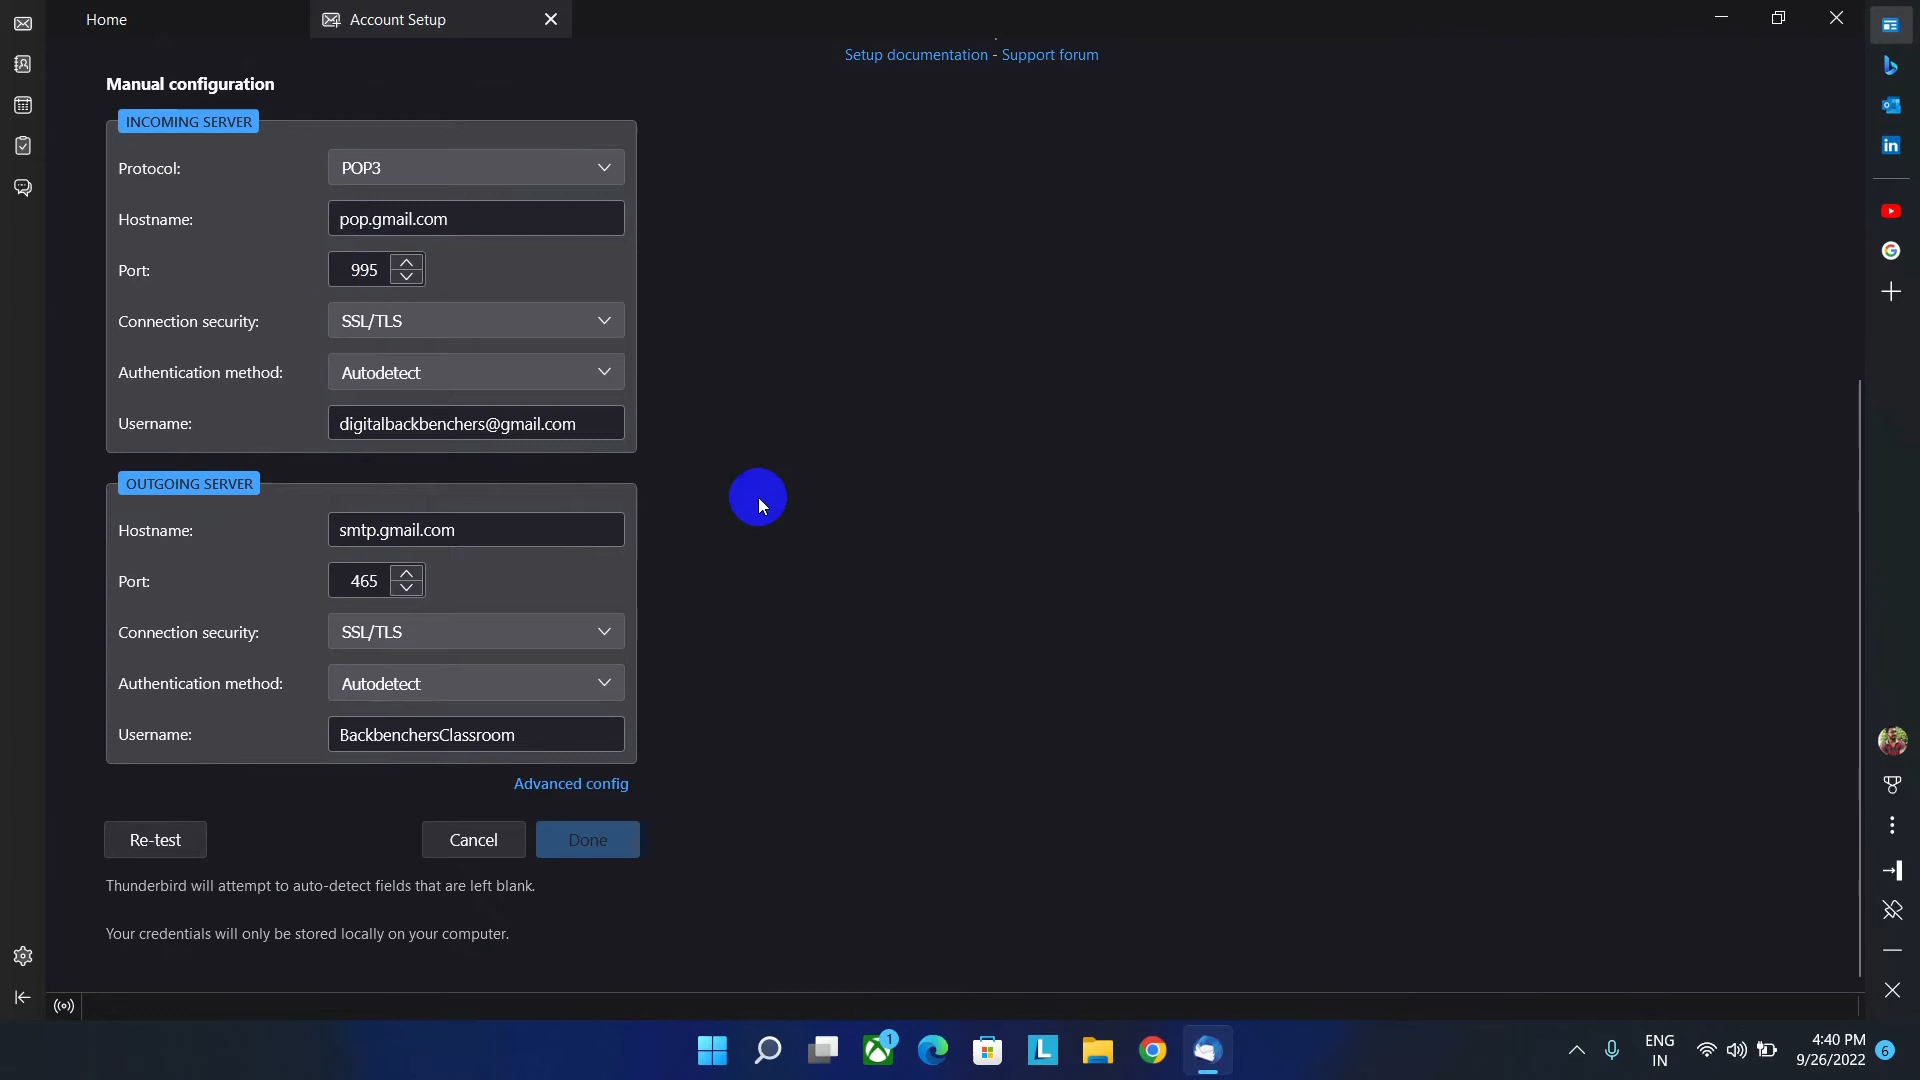 Home
Account Setup
Setup documentation - Support forum
Manual configuration
INCOMING SERVER
Protocol:
POP3
Hostname:
pop.gmail.com
Port:
995
Connection security:
SSL/TLS
Authentication method:
Autodetect
Username:
digitalbackbenchers@gmail.com
OUTGOING SERVER
Hostname:
smtp.gmail.com
Port:
465
Connection security:
SSL/TLS
Authentication method:
Autodetect
Username:
BackbenchersClassroom
Advanced config
Re-test
Cancel
Done
Thunderbird will attempt to auto-detect fields that are left blank.
Your credentials will only be stored locally on your computer.
in
1
L
ENG
IN
4:40 PM
9/26/2022
6